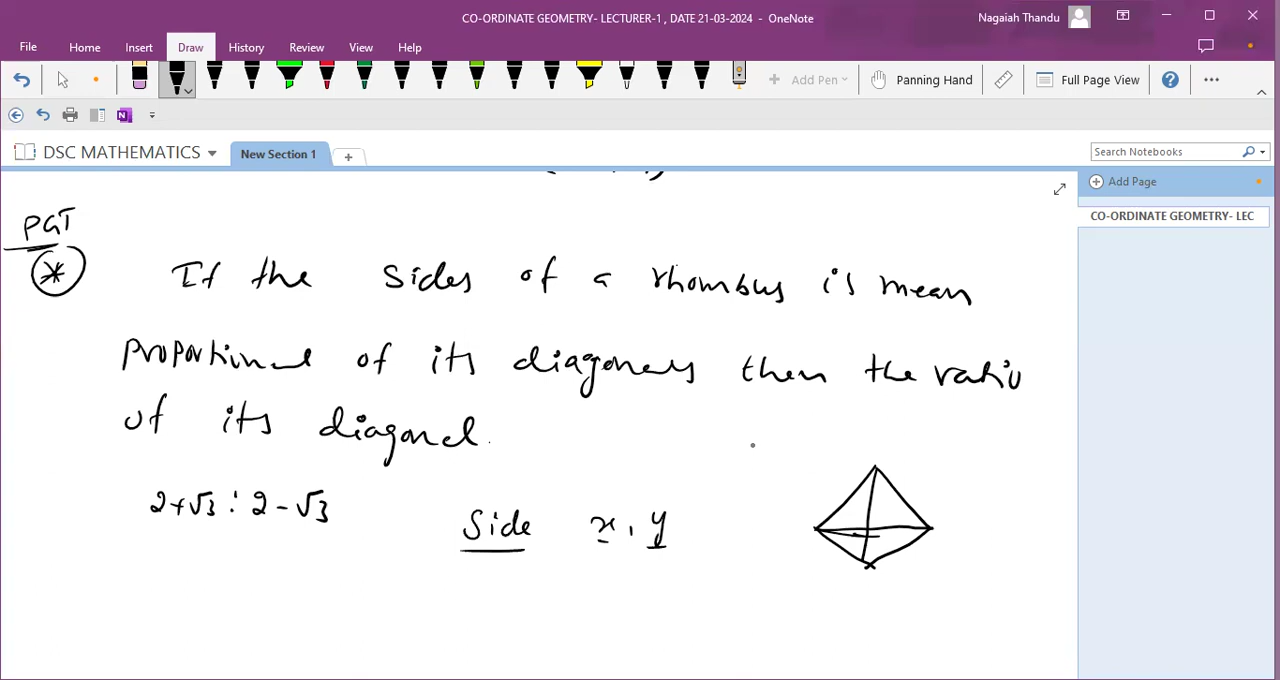 CO-ORDINATE GEOMETRY- LECTURER-1 , DATE 21-03-2024 - OneNote
Nagaiah Thandu
File Home Insert Draw History Review View Help
Add Pen
Panning Hand
Full Page View
DSC MATHEMATICS
New Section 1
Search Notebooks
Add Page
CO-ORDINATE GEOMETRY- LEC
PGT
If the sides of a rhombus is mean
proportional of its diagonals then the ratio
of its diagonal.
2+√3 : 2-√3
Side x, y